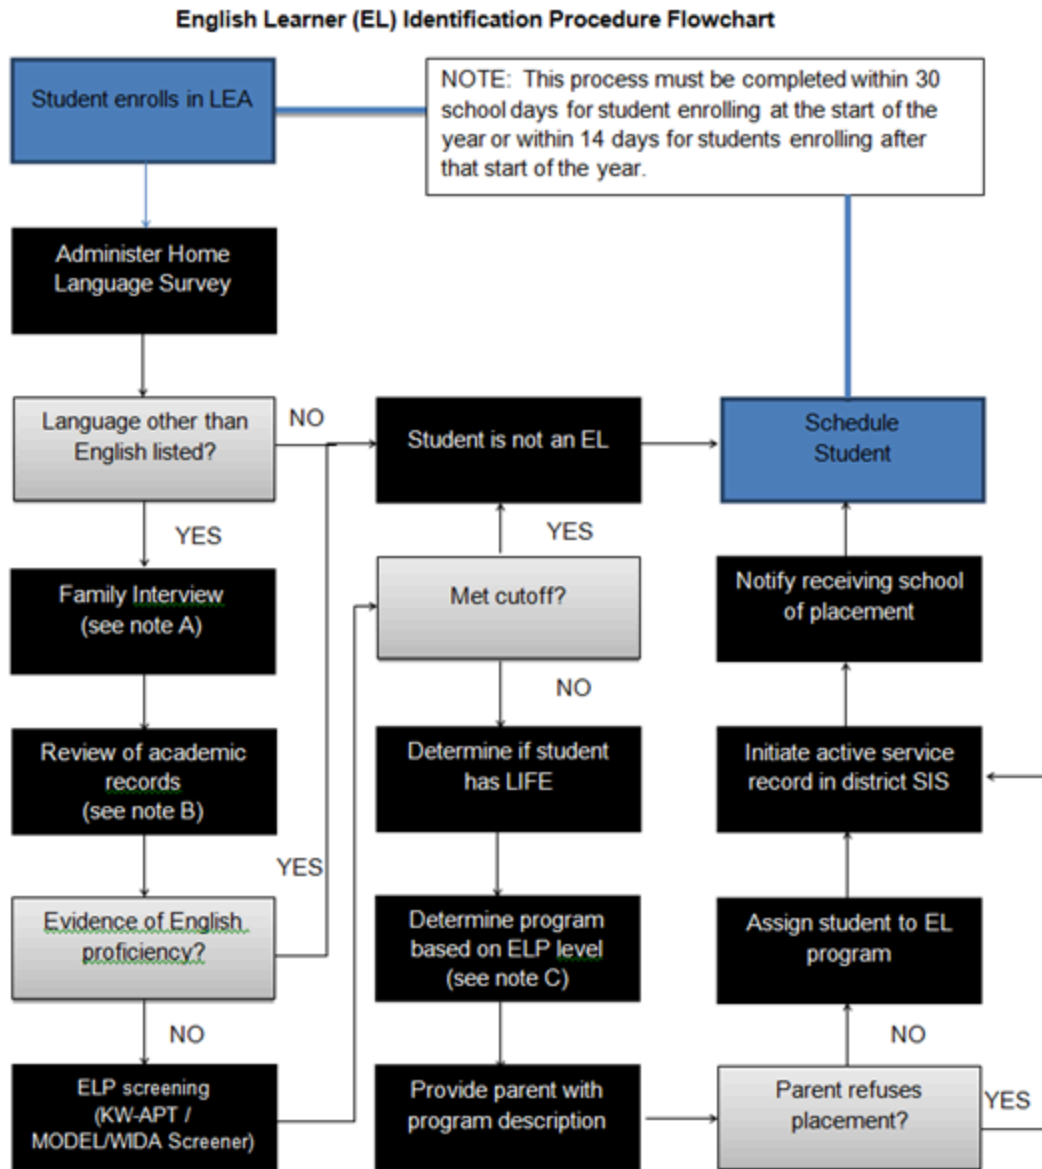 English Learner (EL) Identification Procedure Flowchart
Student enrolls in LEA
NOTE:  This process must be completed within 30
school days for student enrolling at the start of the
year or within 14 days for students enrolling after
that start of the year.
Administer Home
Language Survey
Language other than
English listed?
NO
YES
Student is not an EL
Schedule
Student
Family Interview
(see note A)
YES
Met cutoff?
NO
Notify receiving school
of placement
Review of academic
records
(see note B)
Determine if student
has LIFE
Initiate active service
record in district SIS
Evidence of English
proficiency?
YES
NO
Determine program
based on ELP level
(see note C)
Assign student to EL
program
NO
ELP screening
(KW-APT /
MODEL/WIDA Screener)
Provide parent with
program description
Parent refuses
placement?
YES